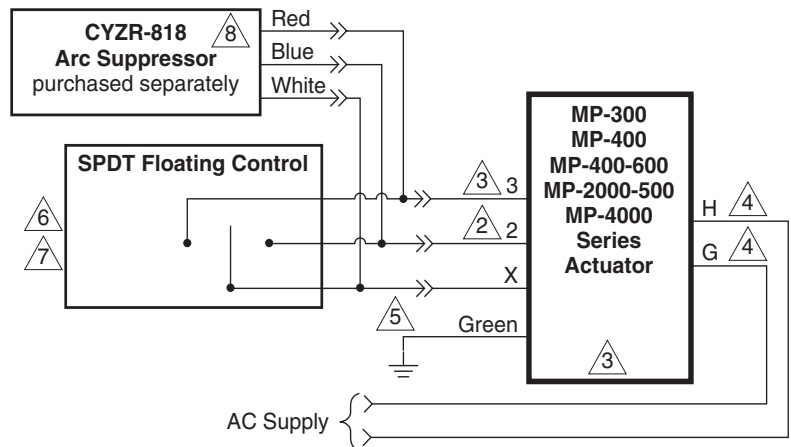 CYZR-818
8
Arc Suppressor
purchased separately
Red
Blue
White
SPDT Floating Control
6
7
3
3
2
2
X
5
Green
MP-300
MP-400
MP-400-600
MP-2000-500
MP-4000
Series
Actuator
3
H
4
G
4
AC Supply